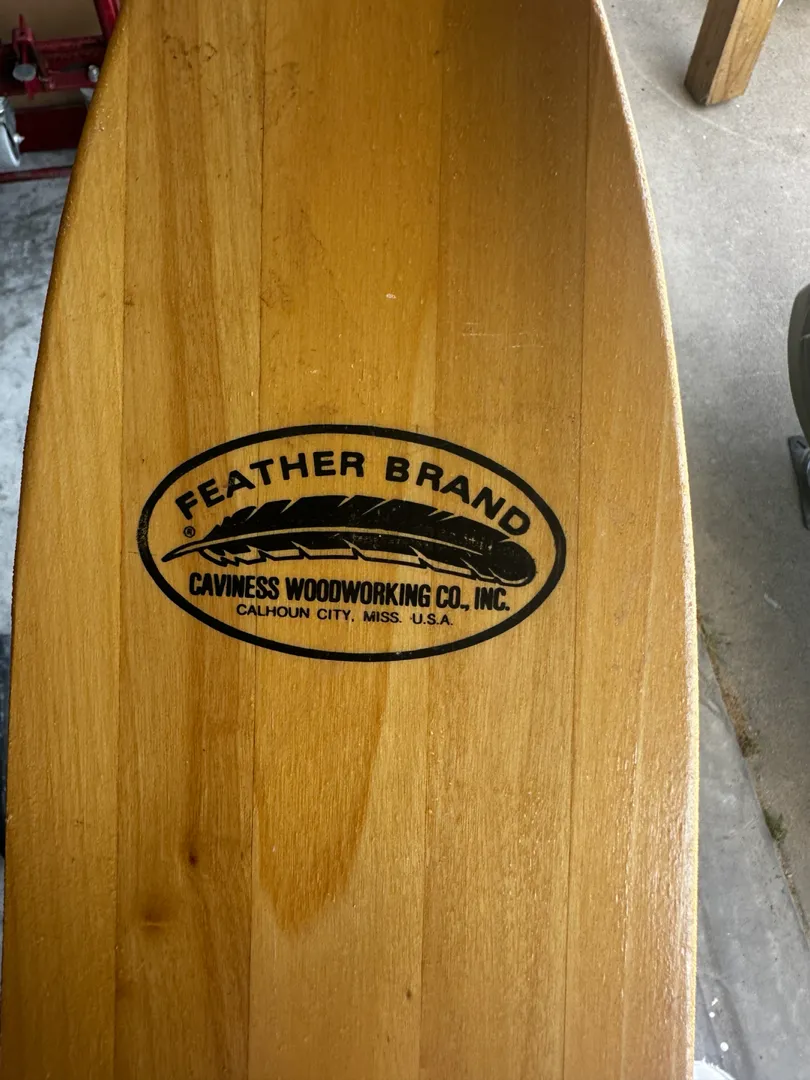 FEATHER BRAND
®
CAVINESS WOODWORKING CO., INC.
CALHOUN CITY, MISS. U.S.A.